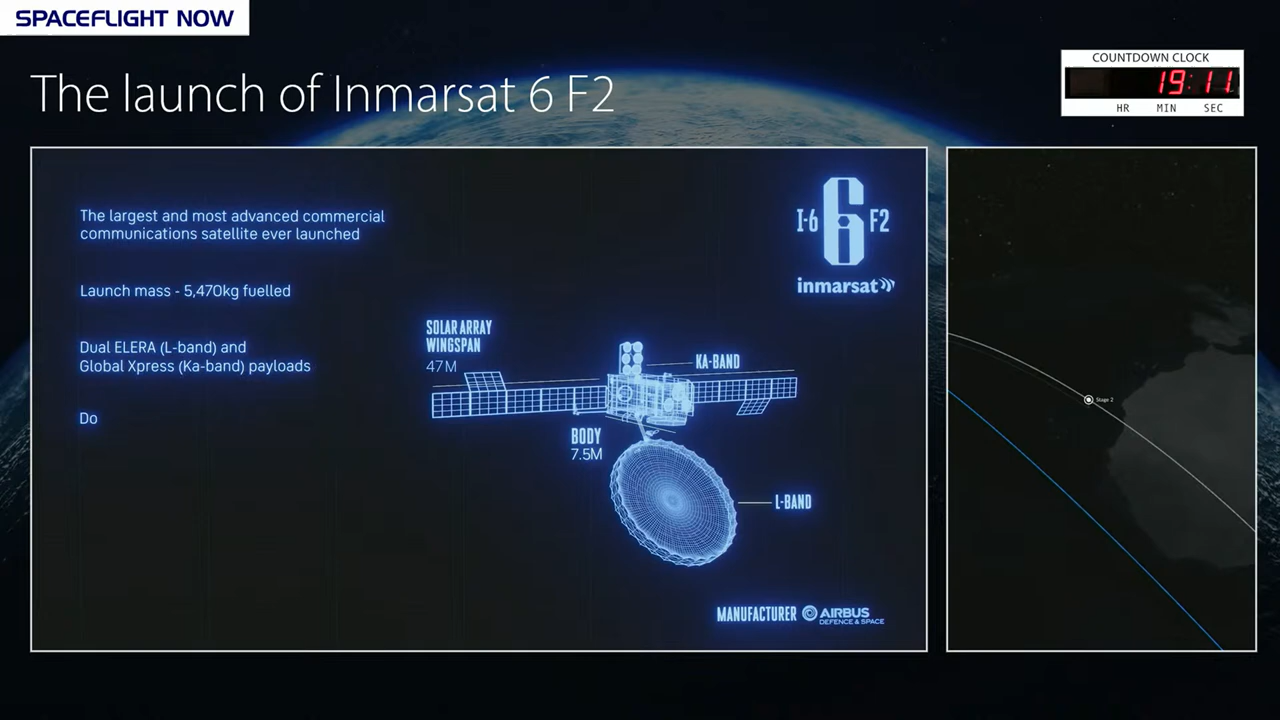 SPACEFLIGHT NOW
The launch of Inmarsat 6 F2
COUNTDOWN CLOCK
19:11
HR MIN SEC
The largest and most advanced commercial
communications satellite ever launched
Launch mass - 5,470kg fuelled
Dual ELERA (L-band) and
Global Xpress (Ka-band) payloads
Do
I-6 6 F2
inmarsat
SOLAR ARRAY
WINGSPAN
47M
KA-BAND
BODY
7.5M
L-BAND
MANUFACTURER AIRBUS
DEFENCE & SPACE
Stage 2